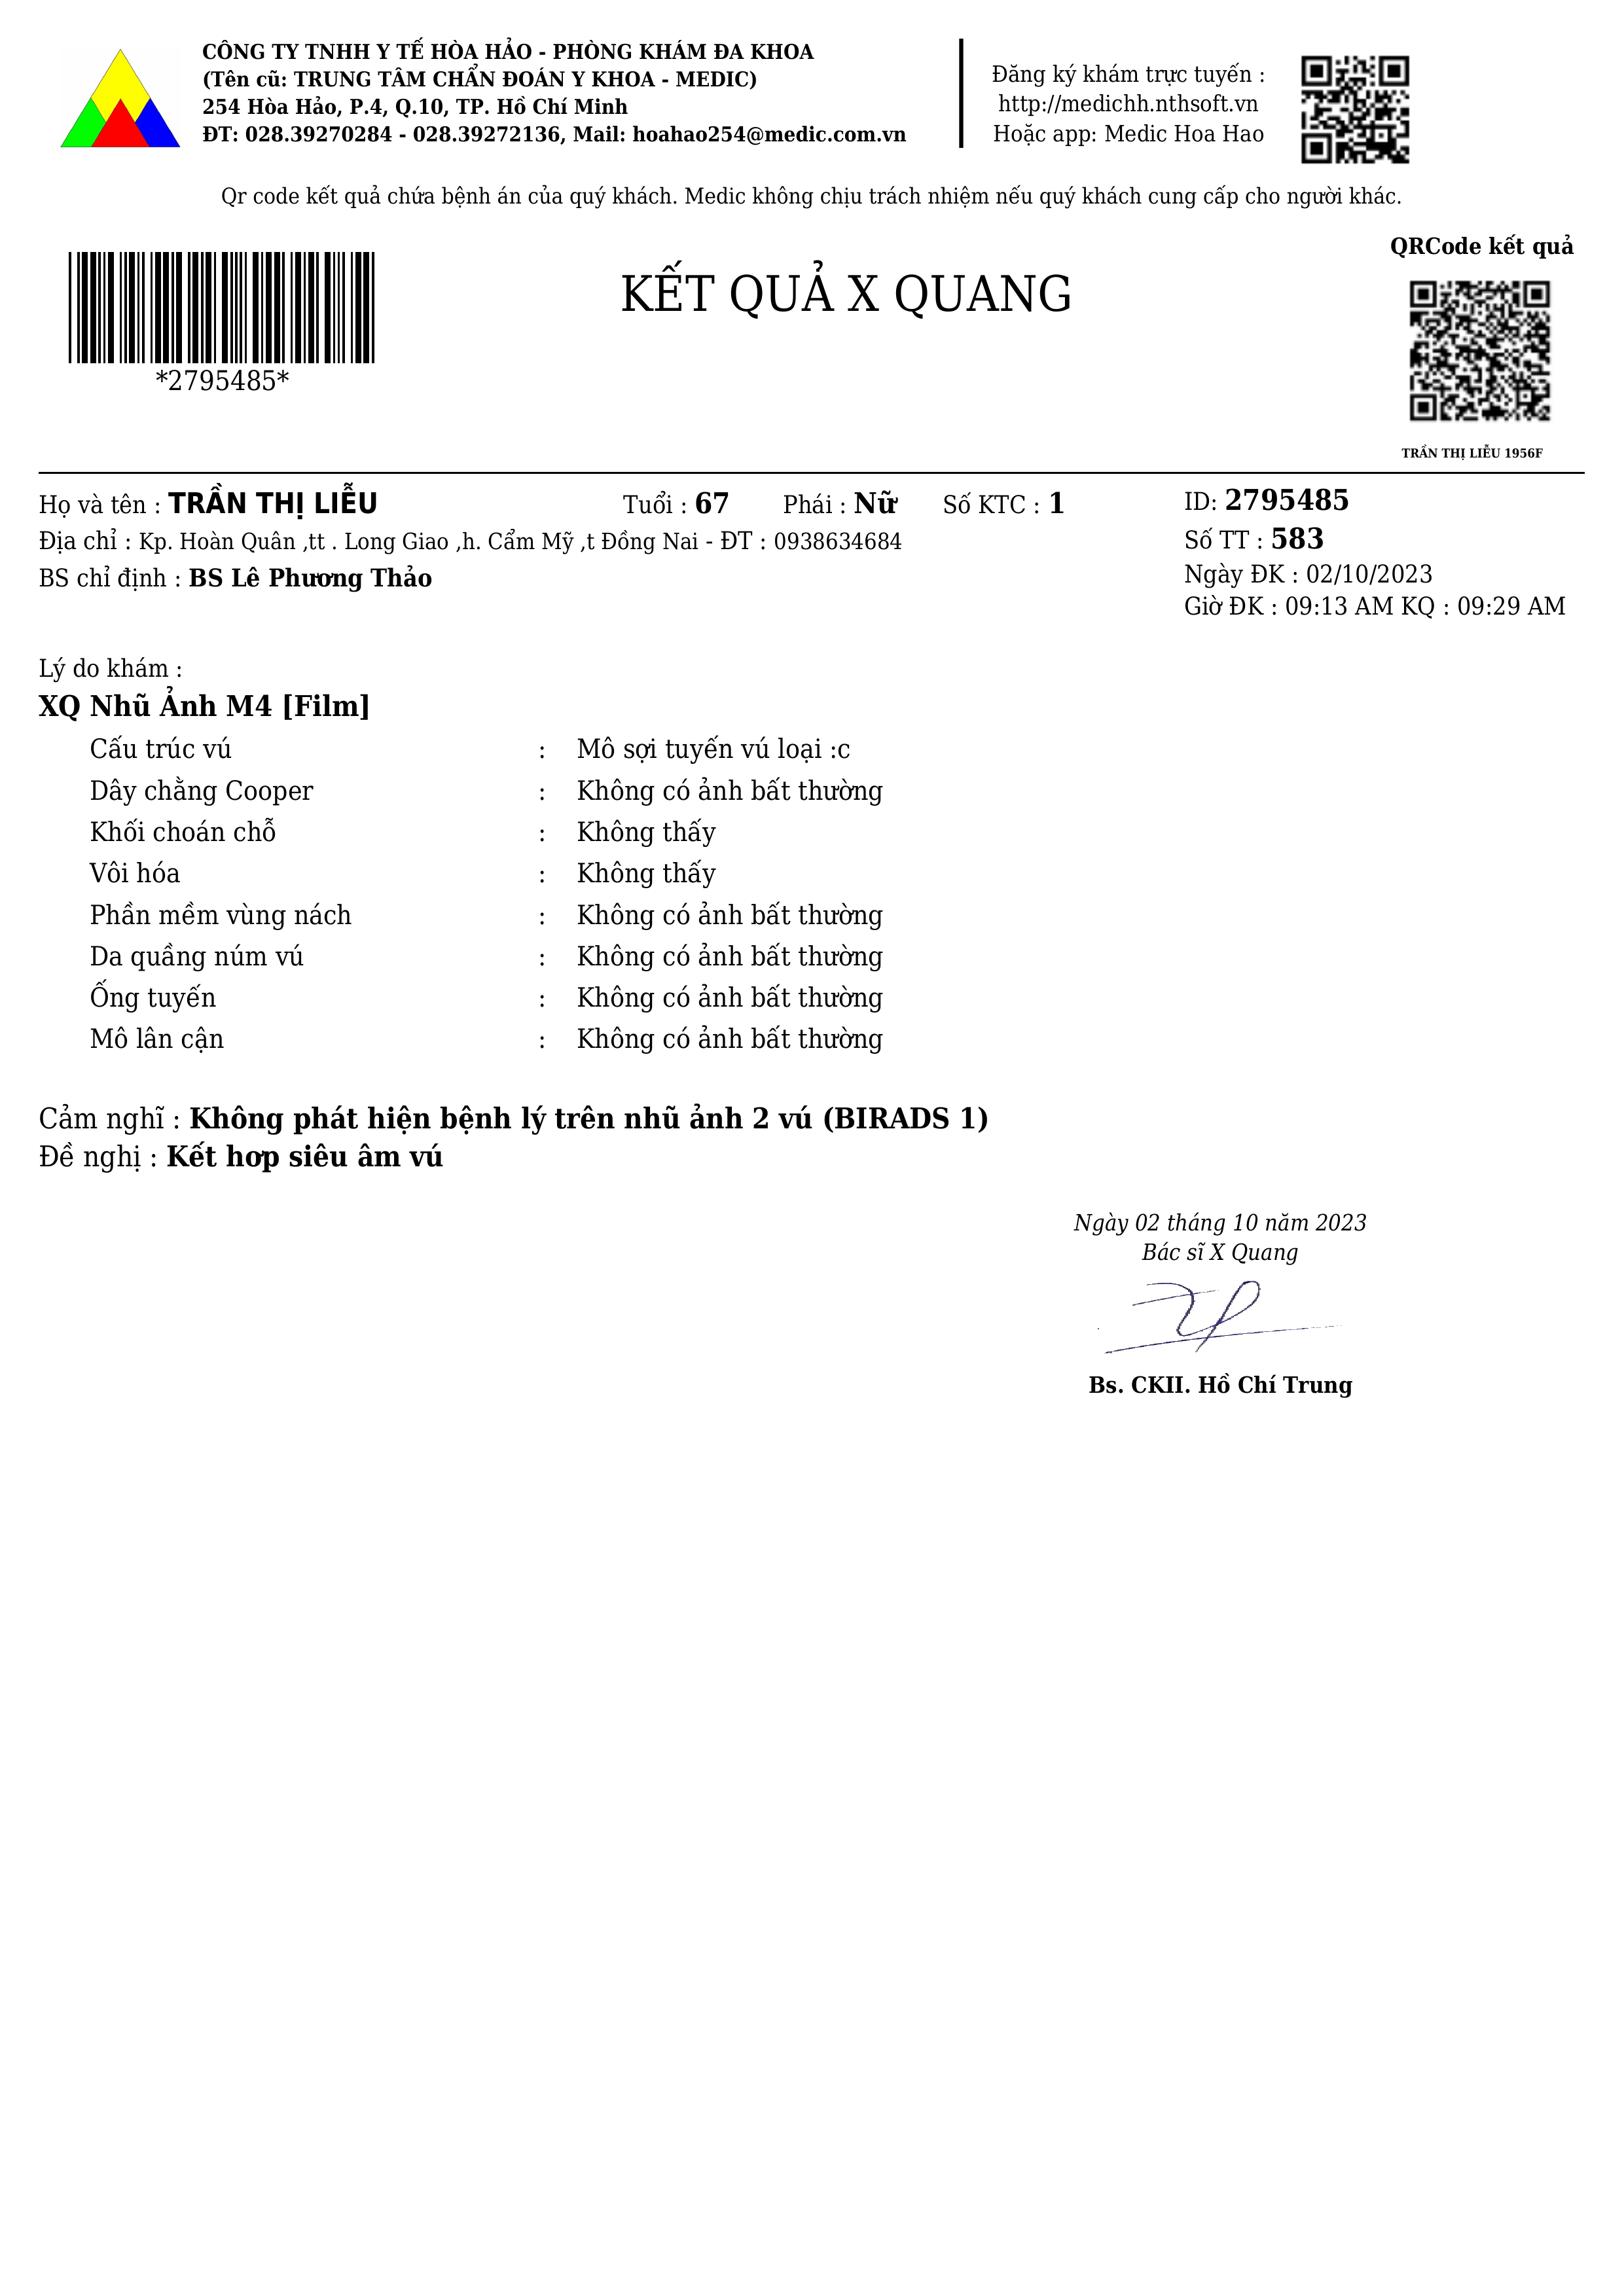 CÔNG TY TNHH Y TẾ HÒA HẢO - PHÒNG KHÁM ĐA KHOA
(Tên cũ: TRUNG TÂM CHẨN ĐOÁN Y KHOA - MEDIC)
254 Hòa Hảo, P.4, Q.10, TP. Hồ Chí Minh
ĐT: 028.39270284 - 028.39272136, Mail: hoahao254@medic.com.vn
Đăng ký khám trực tuyến :
http://medichh.nthsoft.vn
Hoặc app: Medic Hoa Hao
Qr code kết quả chứa bệnh án của quý khách. Medic không chịu trách nhiệm nếu quý khách cung cấp cho người khác.
*2795485*
KẾT QUẢ X QUANG
QRCode kết quả
TRẦN THỊ LIỄU 1956F
Họ và tên : TRẦN THỊ LIỄU Tuổi : 67 Phái : Nữ Số KTC : 1
Địa chỉ : Kp. Hoàn Quân ,tt . Long Giao ,h. Cẩm Mỹ ,t Đồng Nai - ĐT : 0938634684
BS chỉ định : BS Lê Phương Thảo
ID: 2795485
Số TT : 583
Ngày ĐK : 02/10/2023
Giờ ĐK : 09:13 AM KQ : 09:29 AM
Lý do khám :
XQ Nhũ Ảnh M4 [Film]
Cấu trúc vú : Mô sợi tuyến vú loại :c
Dây chằng Cooper : Không có ảnh bất thường
Khối choán chỗ : Không thấy
Vôi hóa : Không thấy
Phần mềm vùng nách : Không có ảnh bất thường
Da quầng núm vú : Không có ảnh bất thường
Ống tuyến : Không có ảnh bất thường
Mô lân cận : Không có ảnh bất thường
Cảm nghĩ : Không phát hiện bệnh lý trên nhũ ảnh 2 vú (BIRADS 1)
Đề nghị : Kết hơp siêu âm vú
Ngày 02 tháng 10 năm 2023
Bác sĩ X Quang
Bs. CKII. Hồ Chí Trung